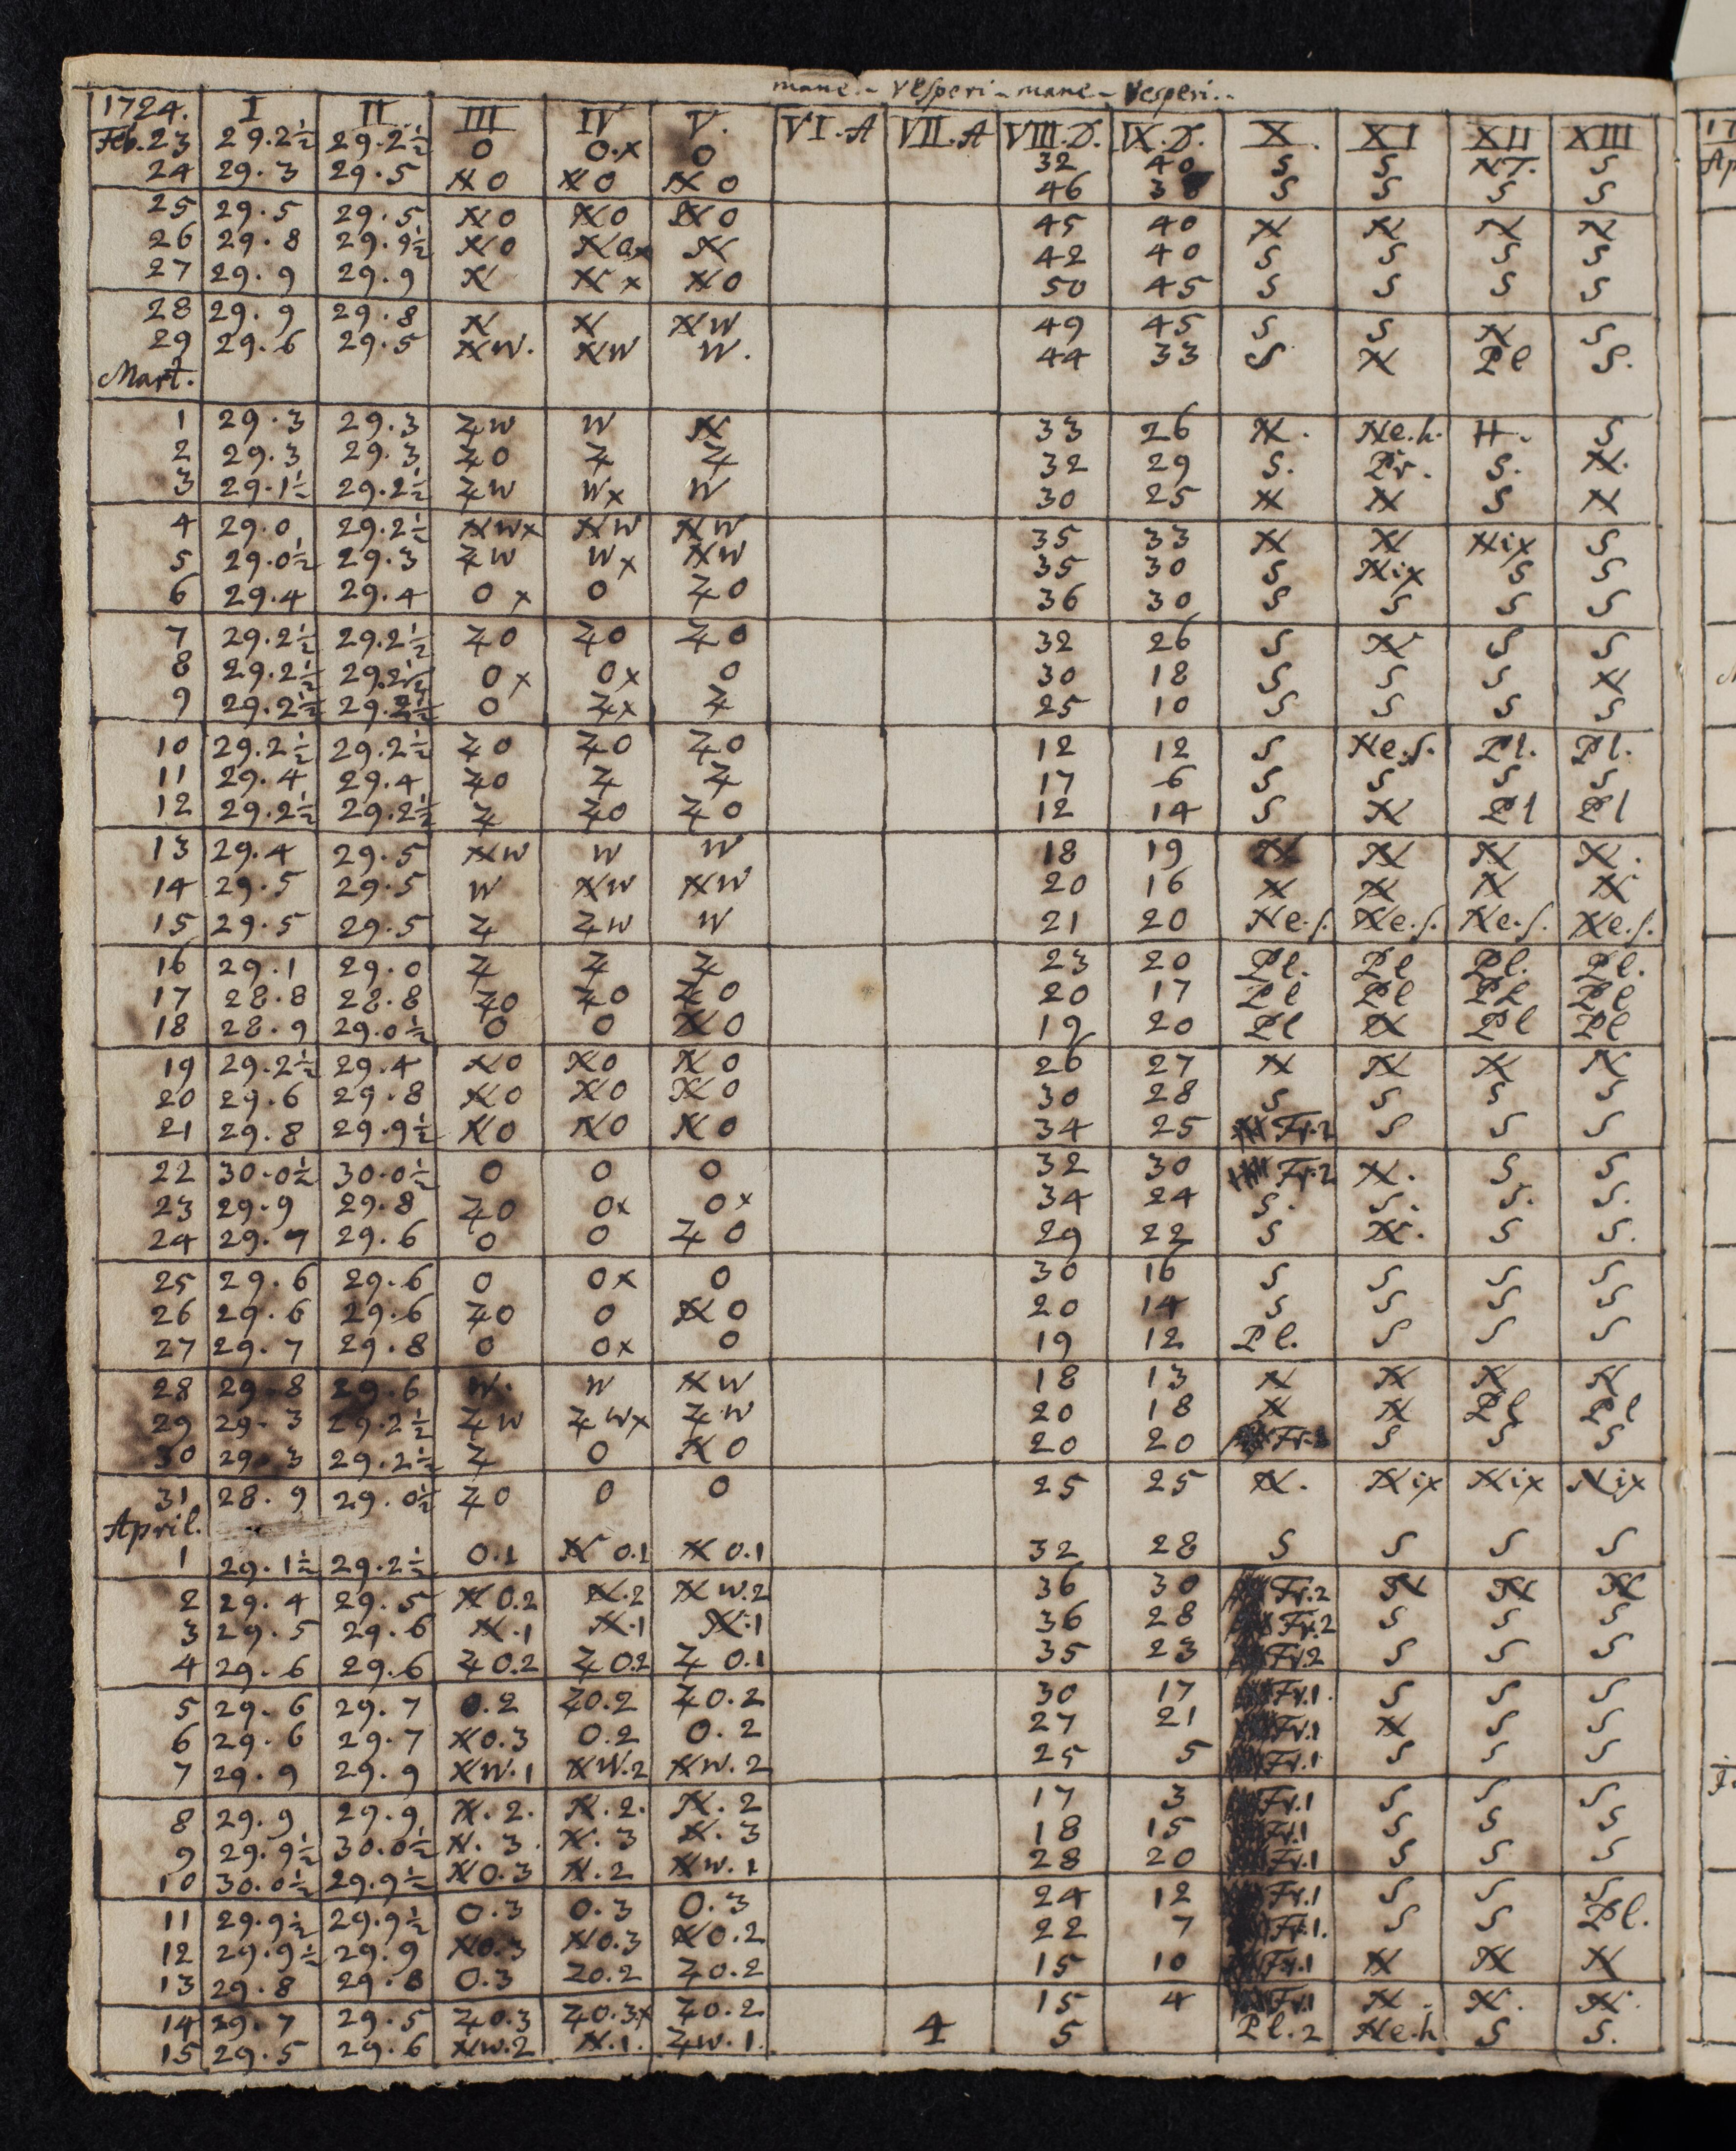 mane.- vesperi - mane - vesperi..
1724. I II III IV V. VI.A VII.A VIII.D. IX.D. X XI XII XIII
Feb.23 29.2½ 29.2½ O O.x O 32 40 S S NT. S
24 29.3 29.5 NO NO NO 46 S S S S
25 29.5 29.5 NO NO NO 45 40 N N N N
26 29.8 29.9½ NO NOx N 42 40 S S S S
27 29.9 29.9 N Nx NO 50 45 S S S S
28 29.9 29.8 N N NW 49 45 S S N S
29 29.6 29.5 NW. NW W. 44 33 S N Pl S.
Mart.
1 29.3 29.3 ZW W N 33 26 N. Ne.h. H. S
2 29.3 29.3 ZO Z Z 32 29 S. Pr. S. N.
3 29.1½ 29.2½ ZW Wx W 30 25 N N S N
4 29.0 29.2½ NWx NW NW 35 33 N N Nix S
5 29.0½ 29.3 ZW Wx NW 35 30 S Nix S S
6 29.4 29.4 Ox O ZO 36 30 S S S S
7 29.2½ 29.2½ ZO ZO ZO 32 26 S N S S
8 29.2½ 29.2½ Ox Ox O 30 18 S S S N
9 29.2½ 29.2½ O Zx Z 25 10 S S S S
10 29.2½ 29.2½ ZO ZO ZO 12 12 S Ne.s. Pl. Pl.
11 29.4 29.4 ZO Z Z 17 6 S S S S
12 29.2½ 29.2½ Z ZO ZO 12 14 S N Pl Pl
13 29.4 29.5 NW W W 18 19 N N N N.
14 29.5 29.5 W NW NW 20 16 N N N N
15 29.5 29.5 Z ZW W 21 20 Ne.s. Ne.s. Ne.s. Ne.s.
16 29.1 29.0 Z Z Z 23 20 Pl. Pl Pl. Pl.
17 28.8 28.8 ZO ZO ZO 20 17 Pl Pl Pl Pl
18 28.9 29.0½ O O NO 19 20 Pl N Pl Pl
19 29.2½ 29.4 NO NO NO 26 27 N N N N
20 29.6 29.8 NO NO NO 30 28 S S S S
21 29.8 29.9½ NO NO NO 34 25 Fr.2 S S S
22 30.0½ 30.0½ O O O 32 30 Fr.2 N. S S
23 29.9 29.8 ZO Ox Ox 34 24 S. S. S. S.
24 29.7 29.6 O O ZO 29 22 S N. S S.
25 29.6 29.6 O Ox O 30 16 S S S S
26 29.6 29.6 ZO O NO 20 14 S S S S
27 29.7 29.8 O Ox O 19 12 Pl. S S S
28 29.8 29.6 W. W NW 18 13 N N N N
29 29.3 29.2½ ZW ZWx ZW 20 18 N N Pl Pl
30 29.3 29.2½ Z O NO 20 20 S S S
31 28.9 29.0½ ZO O O 25 25 N. Nix Nix Nix
April.
1 29.1½ 29.2½ O.1 NO.1 NO.1 32 28 S S S S
2 29.4 29.5 NO.2 N.2 NW.2 36 30 Fr.2 N N N
3 29.5 29.6 N.1 N.1 N.1 36 28 Fr.2 S S S
4 29.6 29.6 ZO.2 ZO.2 ZO.1 35 23 Fr.2 S S S
5 29.6 29.7 O.2 ZO.2 ZO.2 30 17 Fr.1. S S S
6 29.6 29.7 NO.3 O.2 O.2 27 21 Fr.1 N S S
7 29.9 29.9 NW.1 NW.2 NW.2 25 5 Fr.1 S S S
8 29.9 29.9 N.2. N.2. N.2 17 3 Fr.1 S S S
9 29.9½ 30.0½ N.3. N.3 N.3 18 15 Fr.1 S S S
10 30.0½ 29.9½ NO.3 N.2 NW.1 28 20 Fr.1 S S S
11 29.9½ 29.9½ O.3 O.3 O.3 24 12 Fr.1 S S S
12 29.9½ 29.9 NO.3 NO.3 NO.2 22 7 Fr.1. S S Pl.
13 29.8 29.8 O.3 ZO.2 ZO.2 15 10 Fr.1 N N N
14 29.7 29.5 ZO.3 ZO.3x ZO.2 15 4 Fr.1 N. N. N.
15 29.5 29.6 NW.2 N.1. ZW.1. 4 5 Pl.2 Ne.h S S.